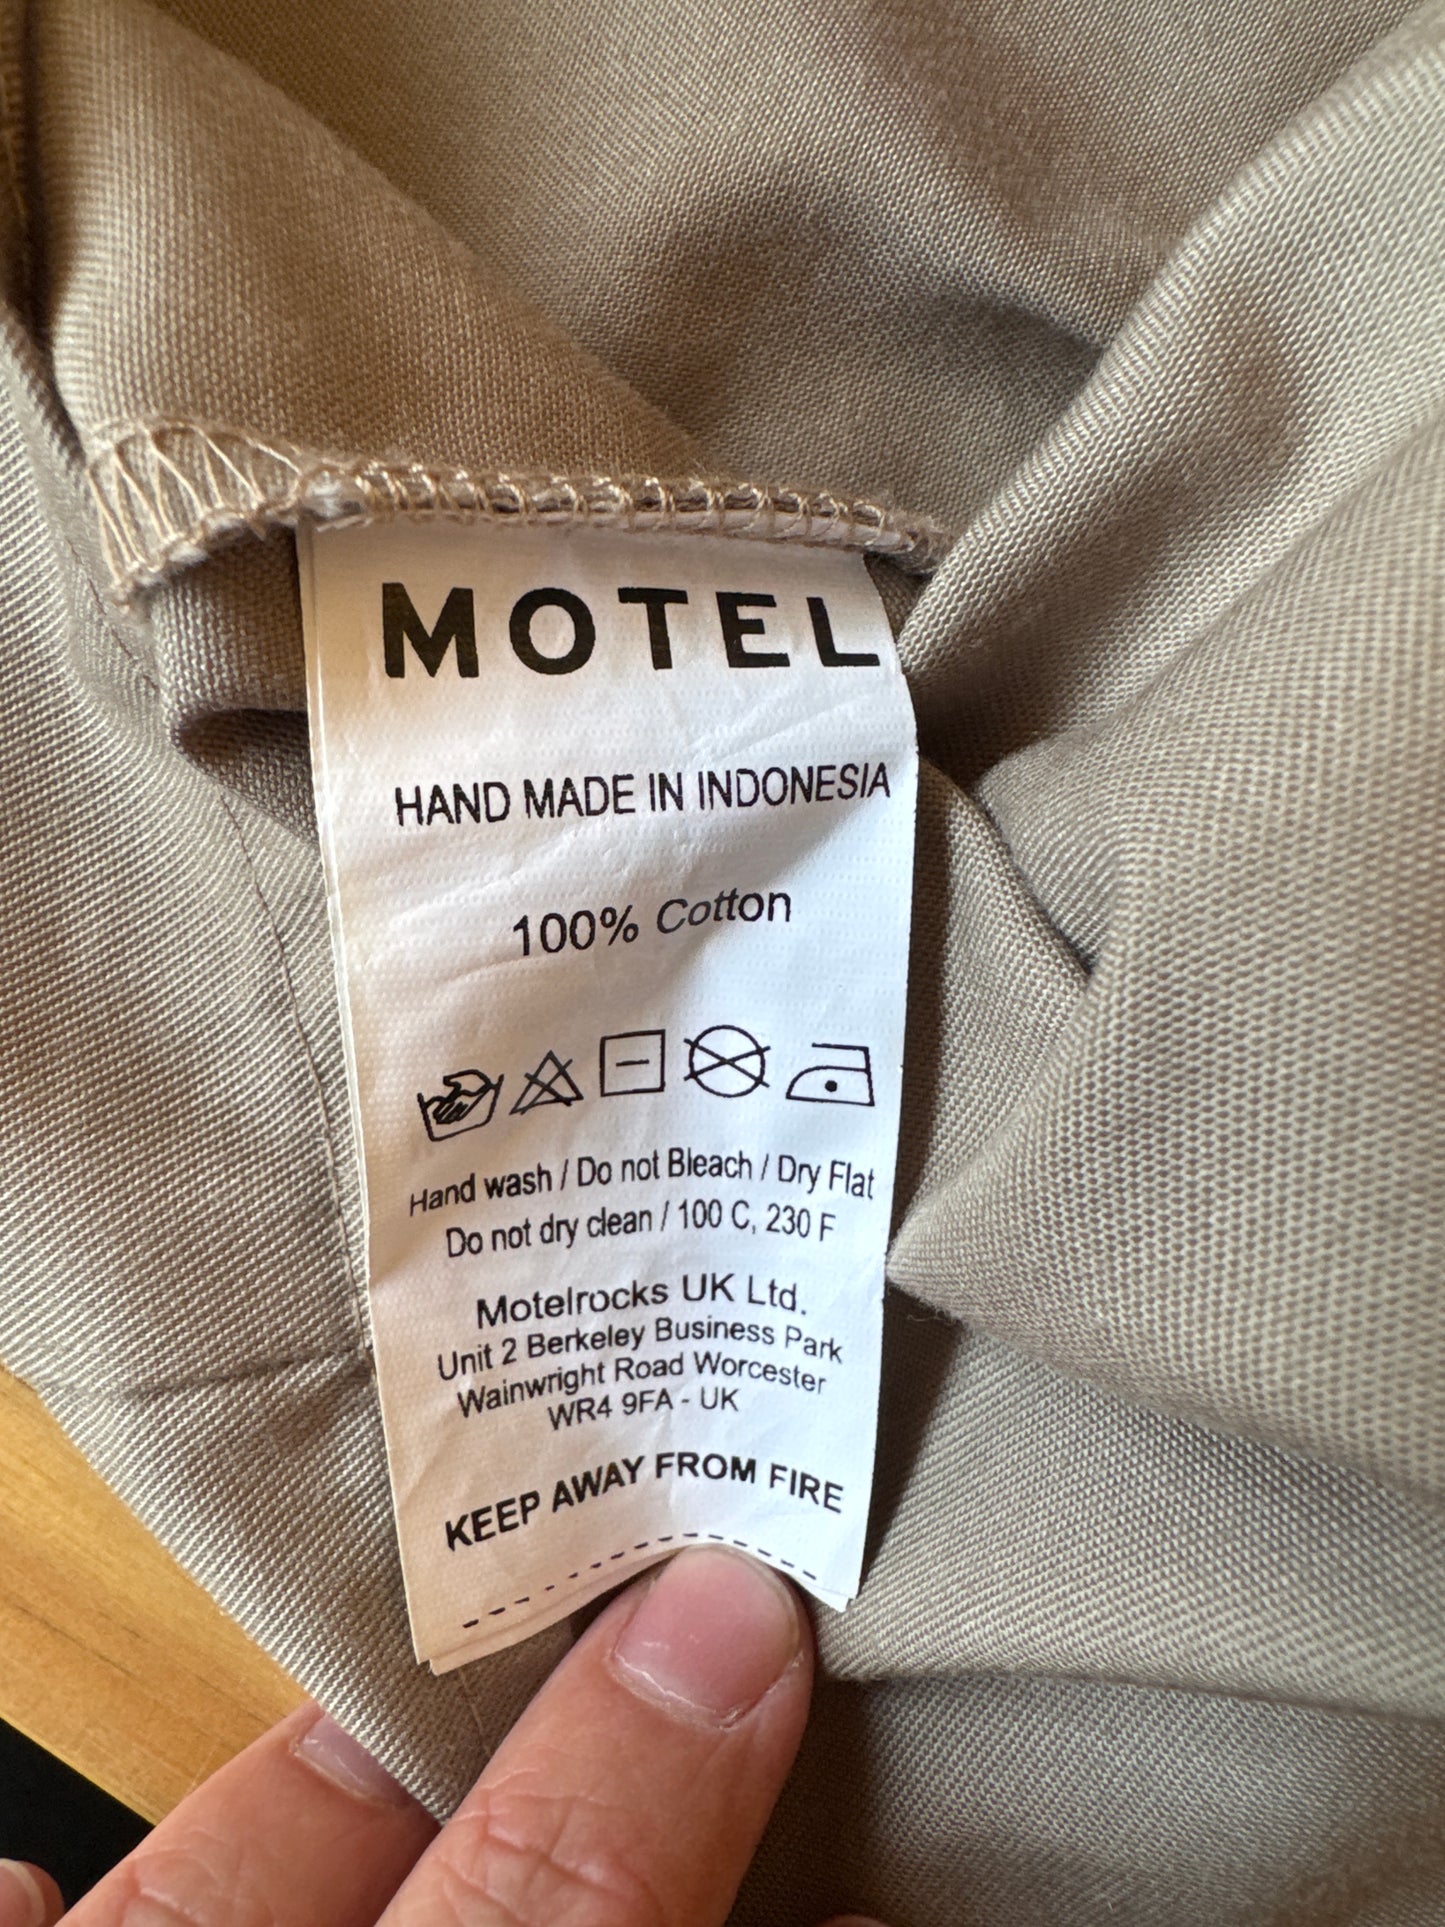 MOTEL
HAND MADE IN INDONESIA
100% Cotton
Hand wash / Do not Bleach / Dry Flat
Do not dry clean / 100 C, 230 F
Motelrocks UK Ltd.
Unit 2 Berkeley Business Park
Wainwright Road Worcester
WR4 9FA - UK
KEEP AWAY FROM FIRE